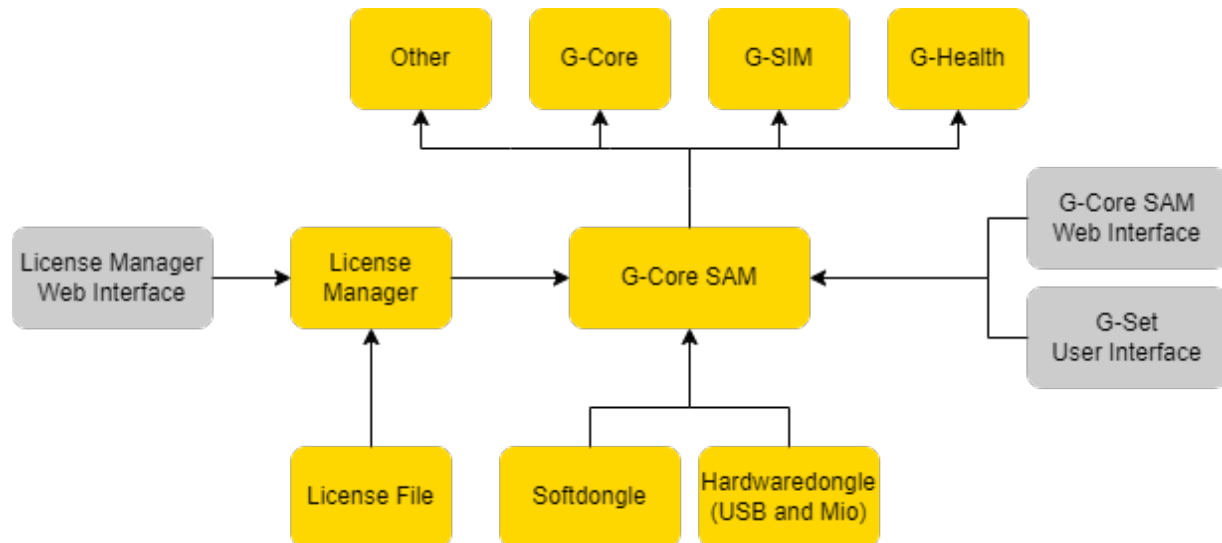 Other
G-Core
G-SIM
G-Health
G-Core SAM
Web Interface
License Manager
Web Interface
License
Manager
G-Core SAM
G-Set
User Interface
License File
Softdongle
Hardwaredongle
(USB and Mio)